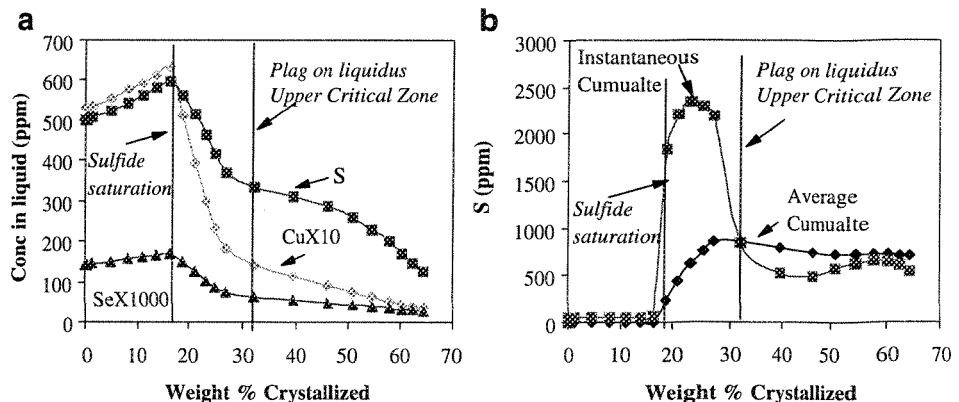 a
700
600
500
400
300
200
100
0
Conc in liquid (ppm)
0 10 20 30 40 50 60 70
Weight % Crystallized
Plag on liquidus
Upper Critical Zone
Sulfide
saturation
S
CuX10
SeX1000
b
3000
2500
2000
1500
1000
500
0
S (ppm)
0 10 20 30 40 50 60 70
Weight % Crystallized
Instantaneous
Cumualte
Plag on liquidus
Upper Critical Zone
Sulfide
saturation
Average
Cumualte